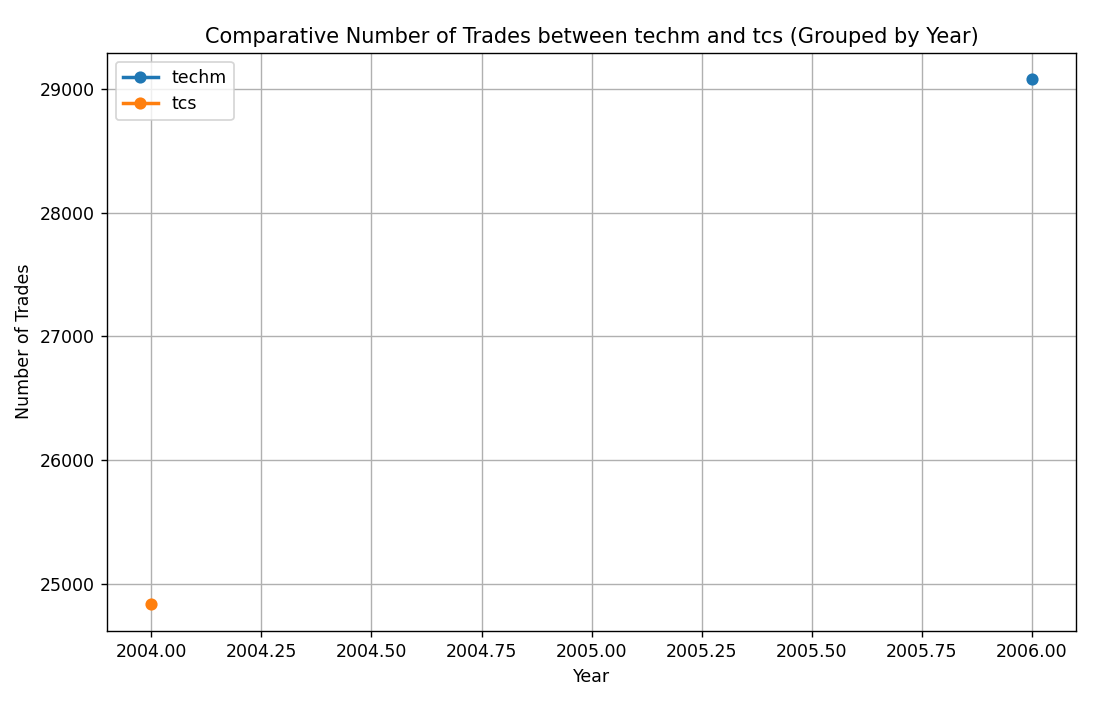 Comparative Number of Trades between techm and tcs (Grouped by Year)
techm
tcs
Number of Trades
29000
28000
27000
26000
25000
2004.00 2004.25 2004.50 2004.75 2005.00 2005.25 2005.50 2005.75 2006.00
Year